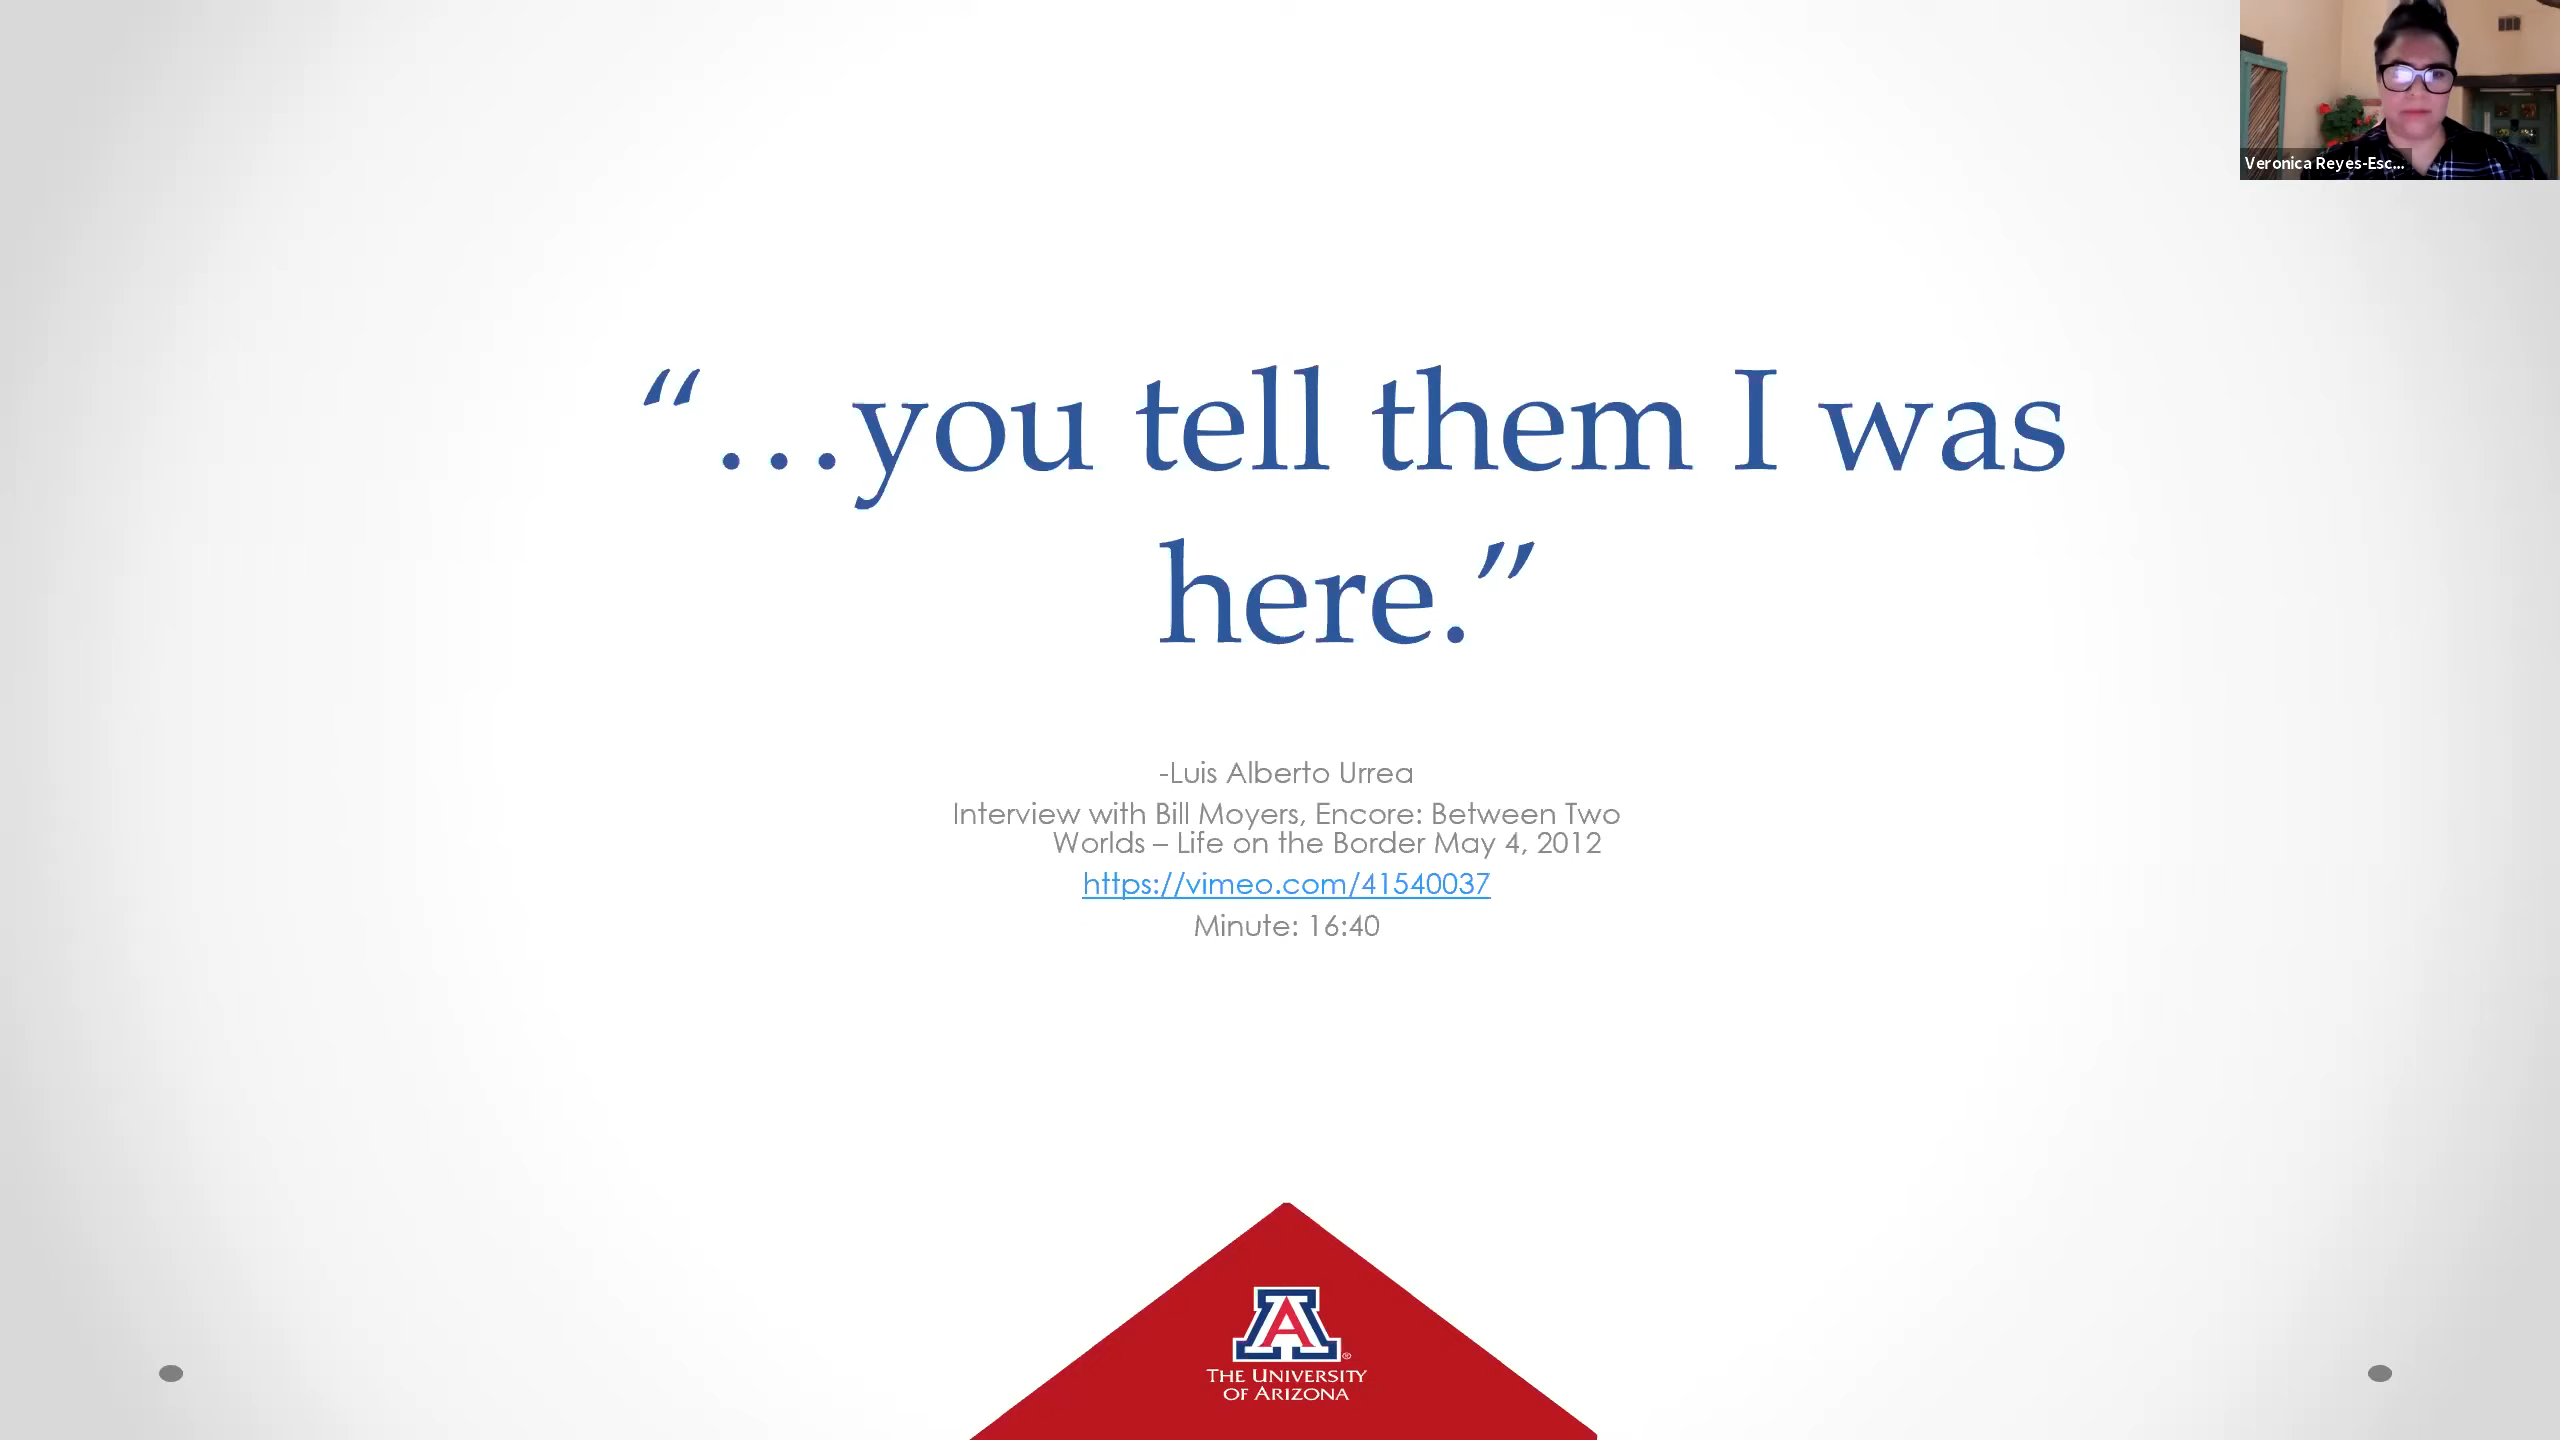 Veronica Reyes-Esc...
“...you tell them I was
here.”
-Luis Alberto Urrea
Interview with Bill Moyers, Encore: Between Two
Worlds – Life on the Border May 4, 2012
https://vimeo.com/41540037
Minute: 16:40
A®
THE UNIVERSITY
OF ARIZONA